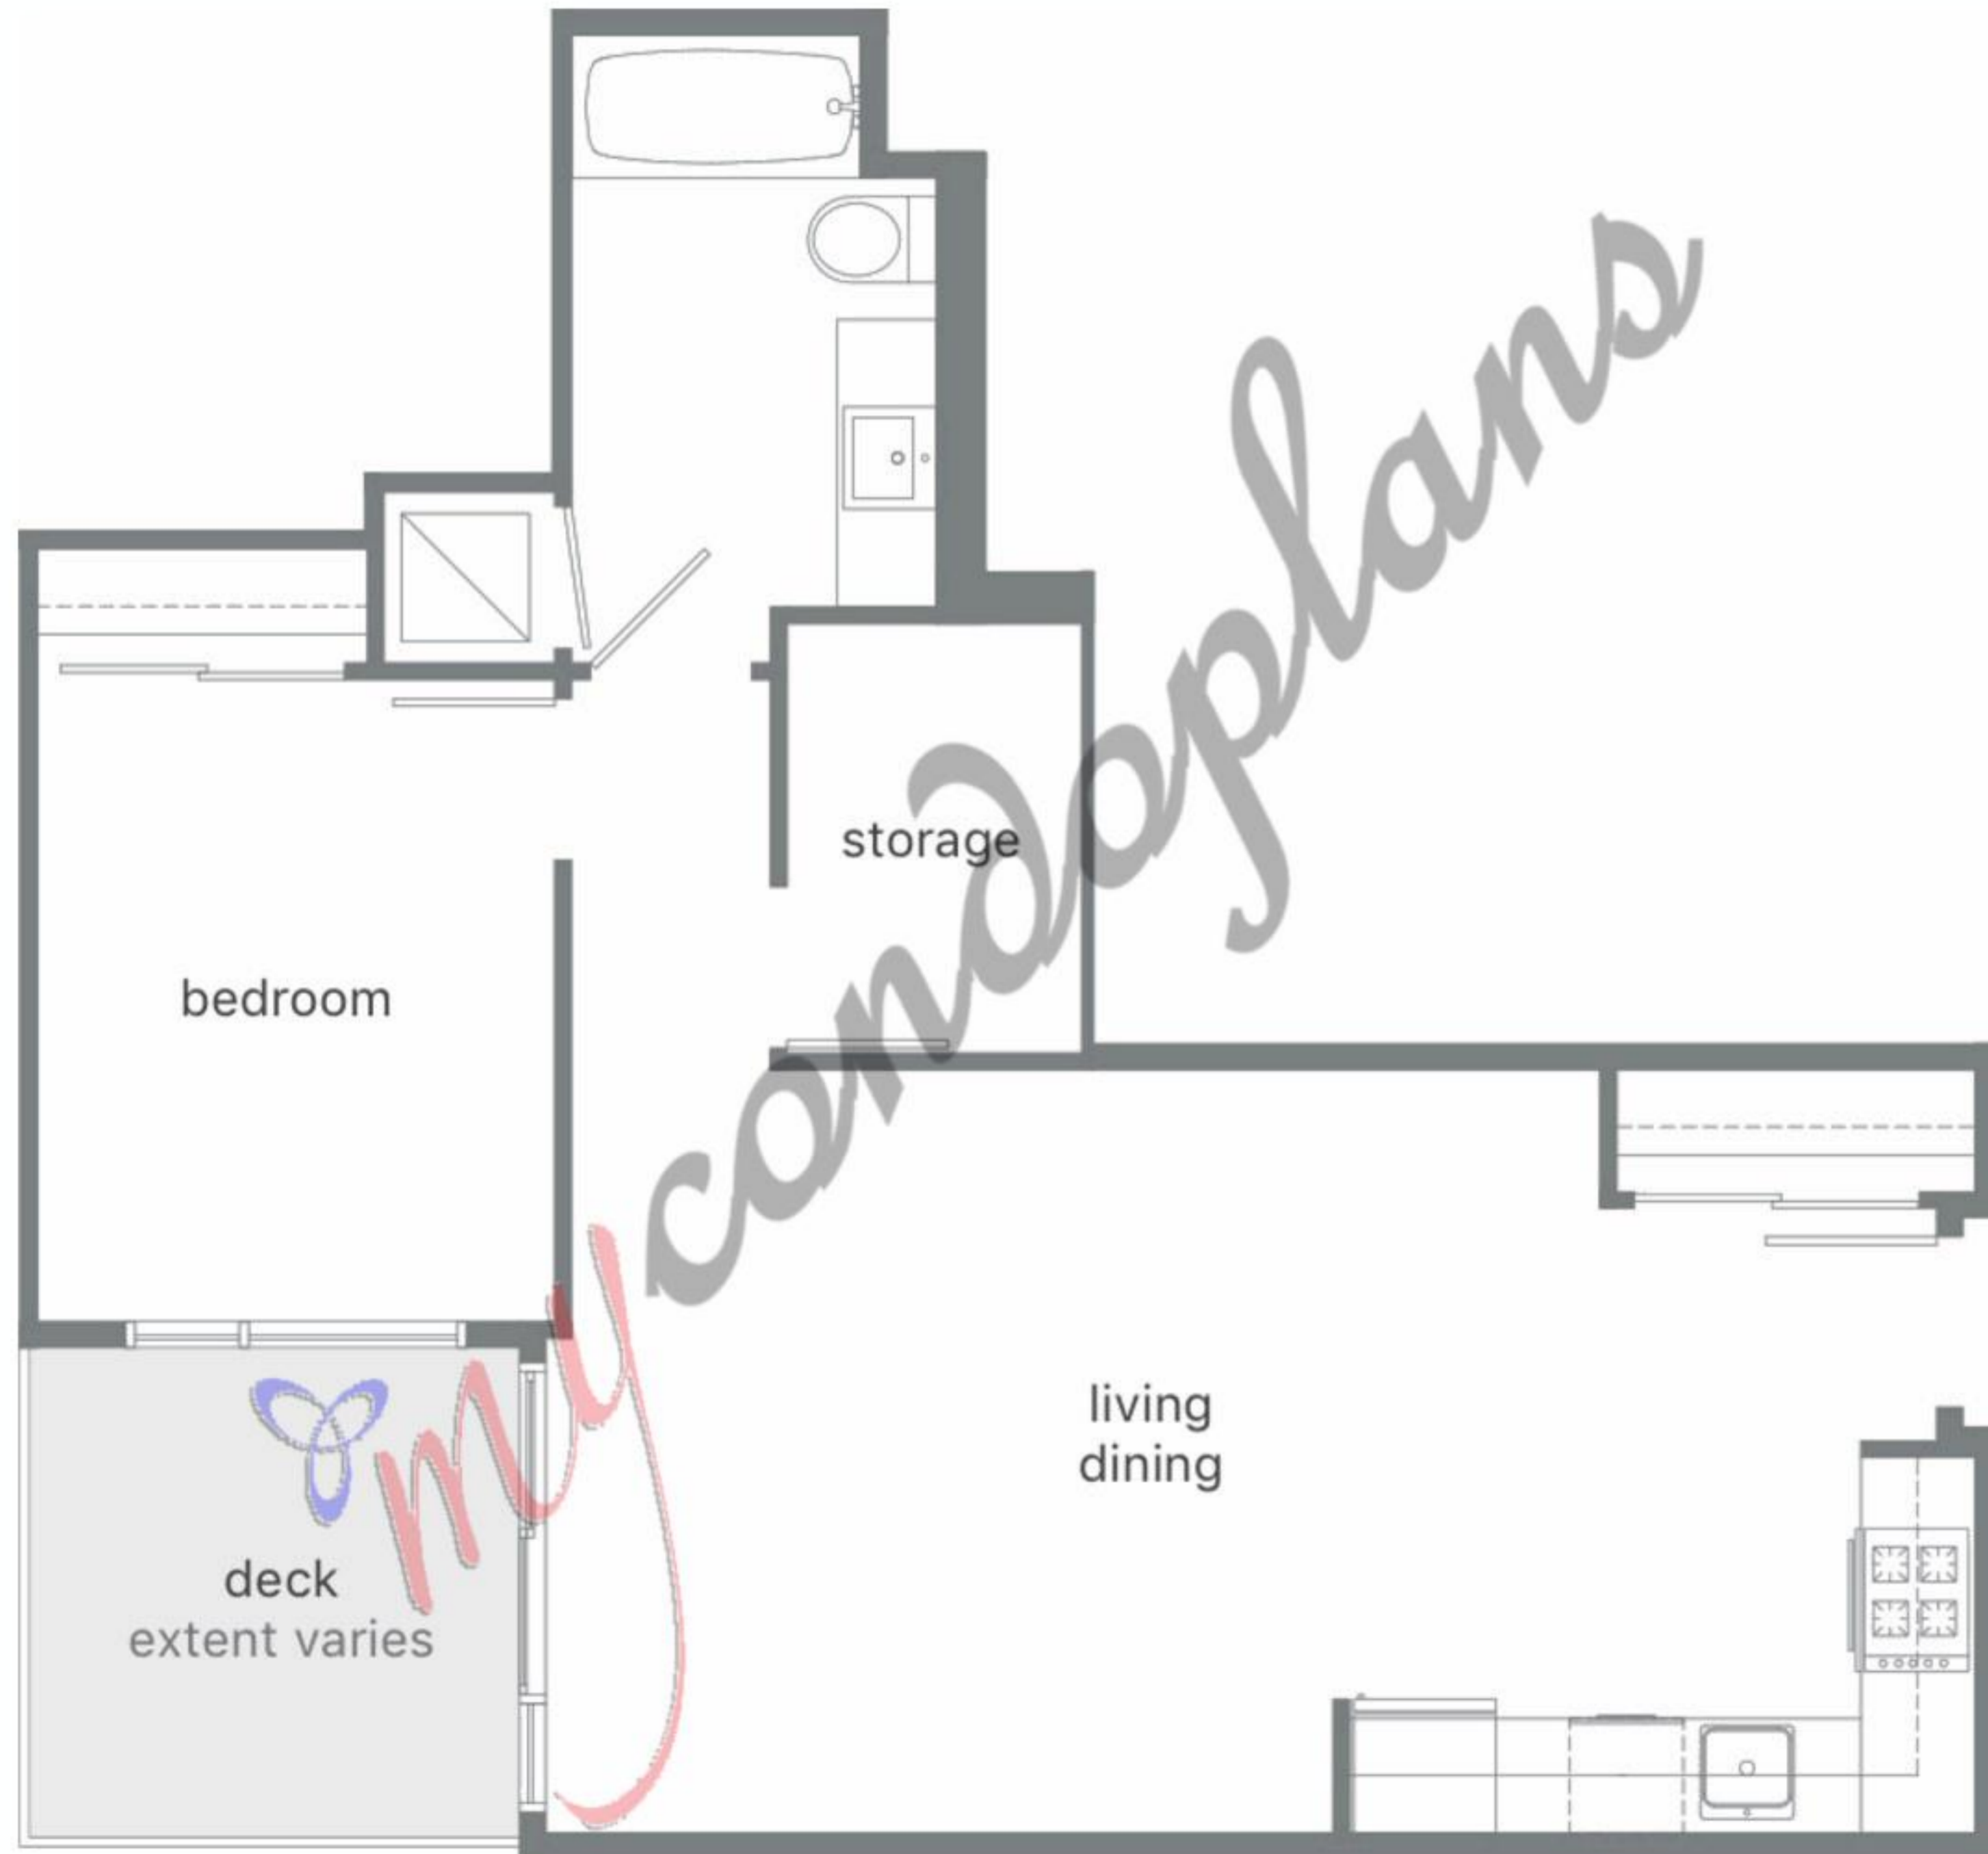 storage
bedroom
mycondoplans
living
dining
deck
extent varies